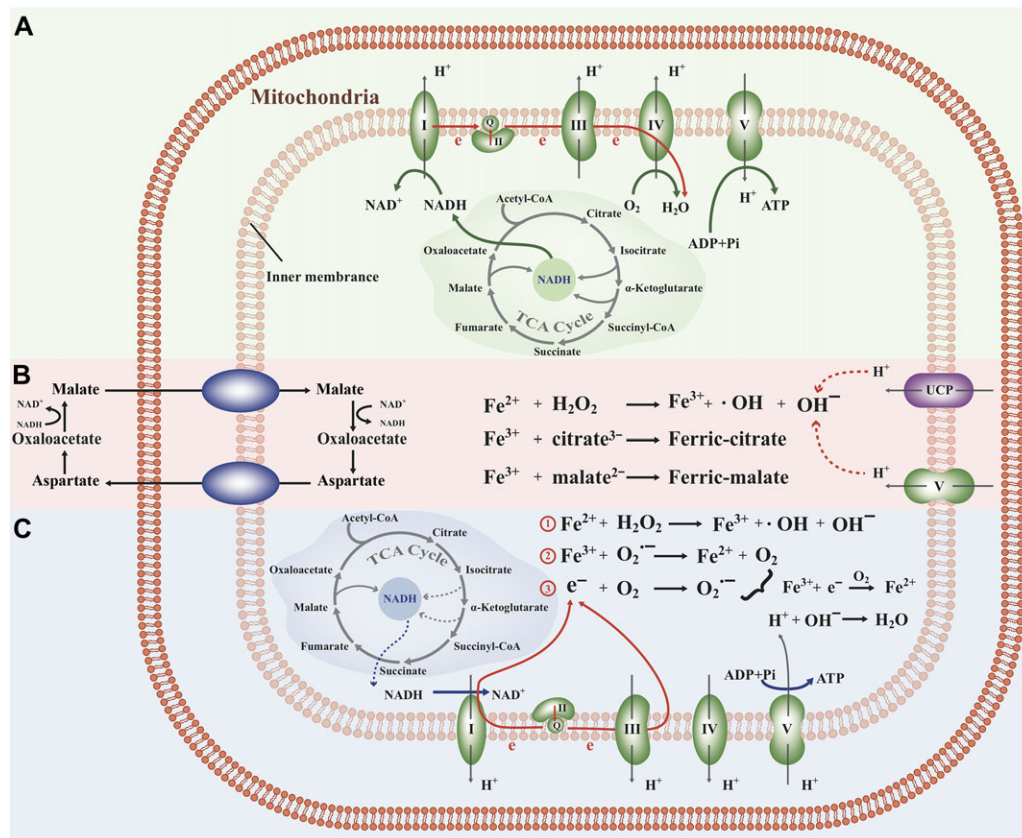 A
Mitochondria
H⁺ H⁺ H⁺
I Q II III IV V
e e e
NAD⁺ NADH O₂ H₂O H⁺ ATP
ADP+Pi
Acetyl-CoA
Citrate
Oxaloacetate Isocitrate
NADH
Malate α-Ketoglutarate
TCA Cycle
Fumarate Succinyl-CoA
Succinate
Inner membrance
B
Malate Malate
NAD⁺ NAD⁺
NADH NADH
Oxaloacetate Oxaloacetate
Aspartate Aspartate
Fe²⁺ + H₂O₂ → Fe³⁺ + · OH + OH⁻
Fe³⁺ + citrate³⁻ → Ferric-citrate
Fe³⁺ + malate²⁻ → Ferric-malate
H⁺ UCP
H⁺ V
C
Acetyl-CoA
Citrate
TCA Cycle
Oxaloacetate Isocitrate
NADH
Malate α-Ketoglutarate
Fumarate Succinyl-CoA
Succinate
① Fe²⁺ + H₂O₂ → Fe³⁺ + · OH + OH⁻
② Fe³⁺ + O₂·⁻ → Fe²⁺ + O₂
③ e⁻ + O₂ → O₂·⁻
Fe³⁺ + e⁻ O₂ → Fe²⁺
H⁺ + OH⁻ → H₂O
NADH NAD⁺
ADP+Pi ATP
I II Q III IV V
e e
H⁺ H⁺ H⁺ H⁺